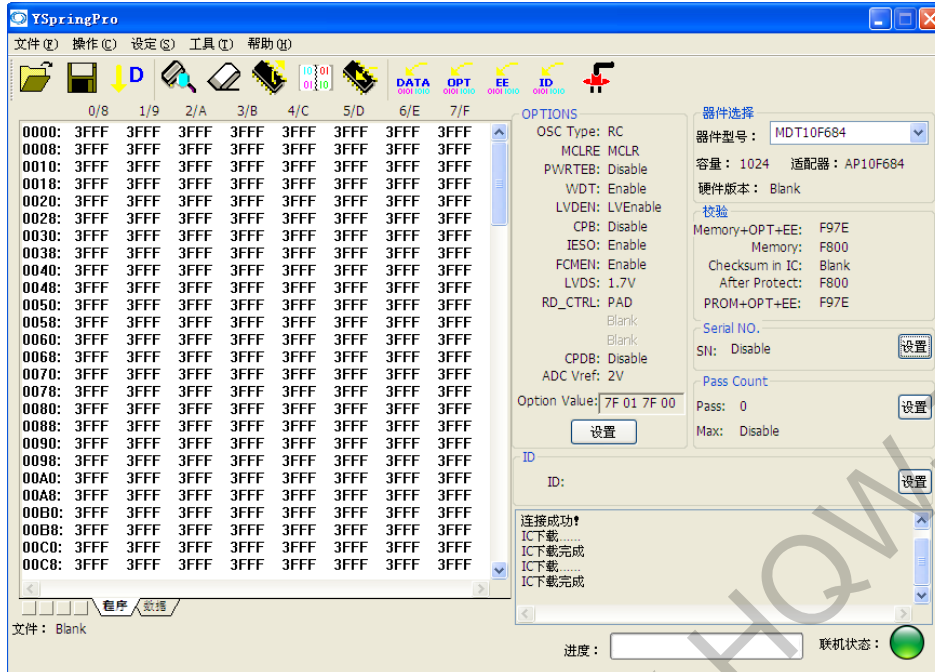 YSpringPro
文件(F) 操作(C) 设定(S) 工具(T) 帮助(H)
D
DATA OPT EE ID
0/8 1/9 2/A 3/B 4/C 5/D 6/E 7/F
0000: 3FFF 3FFF 3FFF 3FFF 3FFF 3FFF 3FFF 3FFF
0008: 3FFF 3FFF 3FFF 3FFF 3FFF 3FFF 3FFF 3FFF
0010: 3FFF 3FFF 3FFF 3FFF 3FFF 3FFF 3FFF 3FFF
0018: 3FFF 3FFF 3FFF 3FFF 3FFF 3FFF 3FFF 3FFF
0020: 3FFF 3FFF 3FFF 3FFF 3FFF 3FFF 3FFF 3FFF
0028: 3FFF 3FFF 3FFF 3FFF 3FFF 3FFF 3FFF 3FFF
0030: 3FFF 3FFF 3FFF 3FFF 3FFF 3FFF 3FFF 3FFF
0038: 3FFF 3FFF 3FFF 3FFF 3FFF 3FFF 3FFF 3FFF
0040: 3FFF 3FFF 3FFF 3FFF 3FFF 3FFF 3FFF 3FFF
0048: 3FFF 3FFF 3FFF 3FFF 3FFF 3FFF 3FFF 3FFF
0050: 3FFF 3FFF 3FFF 3FFF 3FFF 3FFF 3FFF 3FFF
0058: 3FFF 3FFF 3FFF 3FFF 3FFF 3FFF 3FFF 3FFF
0060: 3FFF 3FFF 3FFF 3FFF 3FFF 3FFF 3FFF 3FFF
0068: 3FFF 3FFF 3FFF 3FFF 3FFF 3FFF 3FFF 3FFF
0070: 3FFF 3FFF 3FFF 3FFF 3FFF 3FFF 3FFF 3FFF
0078: 3FFF 3FFF 3FFF 3FFF 3FFF 3FFF 3FFF 3FFF
0080: 3FFF 3FFF 3FFF 3FFF 3FFF 3FFF 3FFF 3FFF
0088: 3FFF 3FFF 3FFF 3FFF 3FFF 3FFF 3FFF 3FFF
0090: 3FFF 3FFF 3FFF 3FFF 3FFF 3FFF 3FFF 3FFF
0098: 3FFF 3FFF 3FFF 3FFF 3FFF 3FFF 3FFF 3FFF
00A0: 3FFF 3FFF 3FFF 3FFF 3FFF 3FFF 3FFF 3FFF
00A8: 3FFF 3FFF 3FFF 3FFF 3FFF 3FFF 3FFF 3FFF
00B0: 3FFF 3FFF 3FFF 3FFF 3FFF 3FFF 3FFF 3FFF
00B8: 3FFF 3FFF 3FFF 3FFF 3FFF 3FFF 3FFF 3FFF
00C0: 3FFF 3FFF 3FFF 3FFF 3FFF 3FFF 3FFF 3FFF
00C8: 3FFF 3FFF 3FFF 3FFF 3FFF 3FFF 3FFF 3FFF
程序 数据
文件： Blank
OPTIONS
OSC Type: RC
MCLRE MCLR
PWRTEB: Disable
WDT: Enable
LVDEN: LVEnable
CPB: Disable
IESO: Enable
FCMEN: Enable
LVDS: 1.7V
RD_CTRL: PAD
Blank
Blank
CPDB: Disable
ADC Vref: 2V
Option Value: 7F 01 7F 00
设置
器件选择
器件型号： MDT10F684
容量： 1024 适配器： AP10F684
硬件版本： Blank
校验
Memory+OPT+EE: F97E
Memory: F800
Checksum in IC: Blank
After Protect: F800
PROM+OPT+EE: F97E
Serial NO.
SN: Disable 设置
Pass Count
Pass: 0 设置
Max: Disable
ID
ID: 设置
连接成功!
IC下载......
IC下载完成
IC下载......
IC下载完成
进度： 联机状态：
HQW.